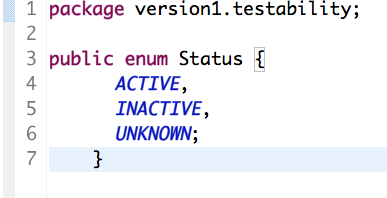 1 package version1.testability;
2
3 public enum Status {
4 ACTIVE,
5 INACTIVE,
6 UNKNOWN;
7 }